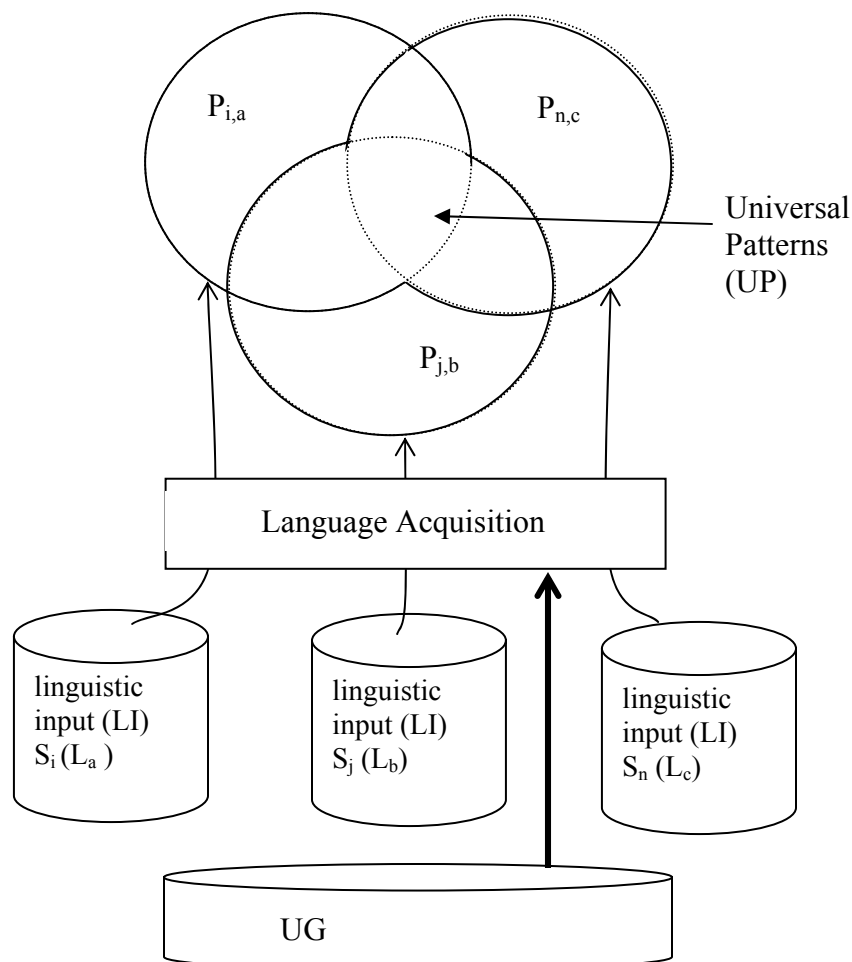 P_{i,a}
P_{n,c}
Universal
Patterns
(UP)
P_{j,b}
Language Acquisition
linguistic
input (LI)
S_i (L_a )
linguistic
input (LI)
S_j (L_b)
linguistic
input (LI)
S_n (L_c)
UG